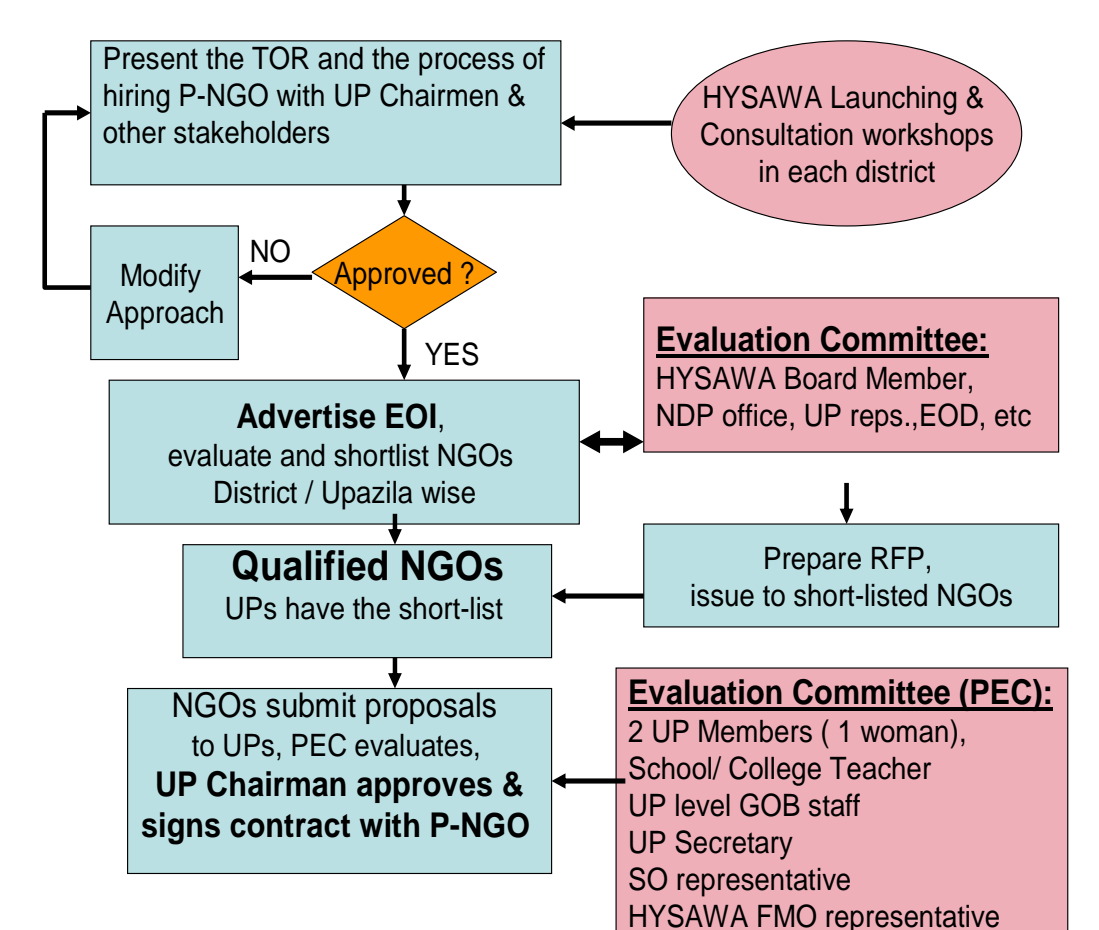 Present the TOR and the process of
hiring P-NGO with UP Chairmen &
other stakeholders
HYSAWA Launching &
Consultation workshops
in each district
Modify
Approach
NO
Approved ?
YES
Evaluation Committee:
HYSAWA Board Member,
NDP office, UP reps.,EOD, etc
Advertise EOI,
evaluate and shortlist NGOs
District / Upazila wise
Prepare RFP,
issue to short-listed NGOs
Qualified NGOs
UPs have the short-list
NGOs submit proposals
to UPs, PEC evaluates,
UP Chairman approves &
signs contract with P-NGO
Evaluation Committee (PEC):
2 UP Members ( 1 woman),
School/ College Teacher
UP level GOB staff
UP Secretary
SO representative
HYSAWA FMO representative